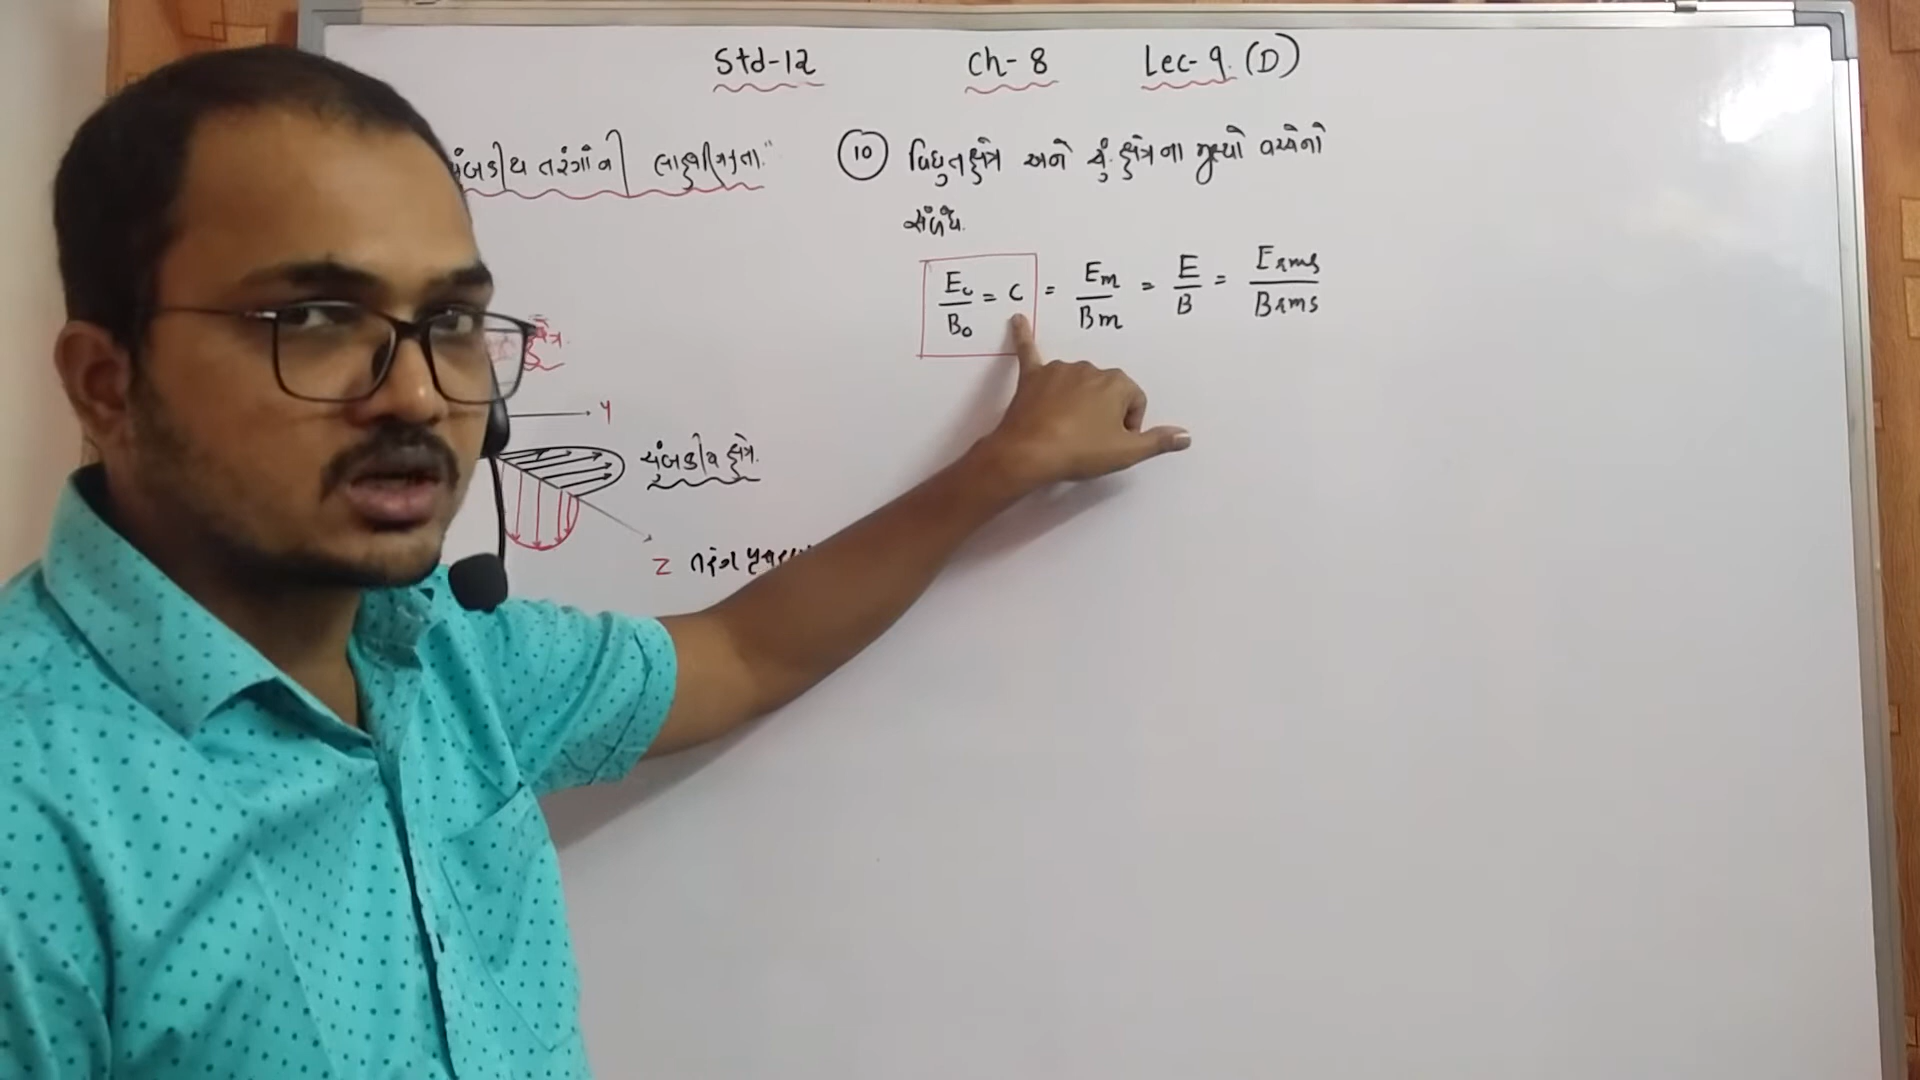 Std-12 Ch-8 Lec-9 (D)
ચુંબકીય તરંગોની લાક્ષણિકતા."
ક્ષેત્ર.
Y
ચુંબકીય ક્ષેત્ર.
Z તરંગ
10 વિદ્યુતક્ષેત્ર અને ચું. ક્ષેત્રના મૂલ્યો વચ્ચેનો
સંબંધ.
E₀/B₀ = C = Em/Bm = E/B = Erms/Brms